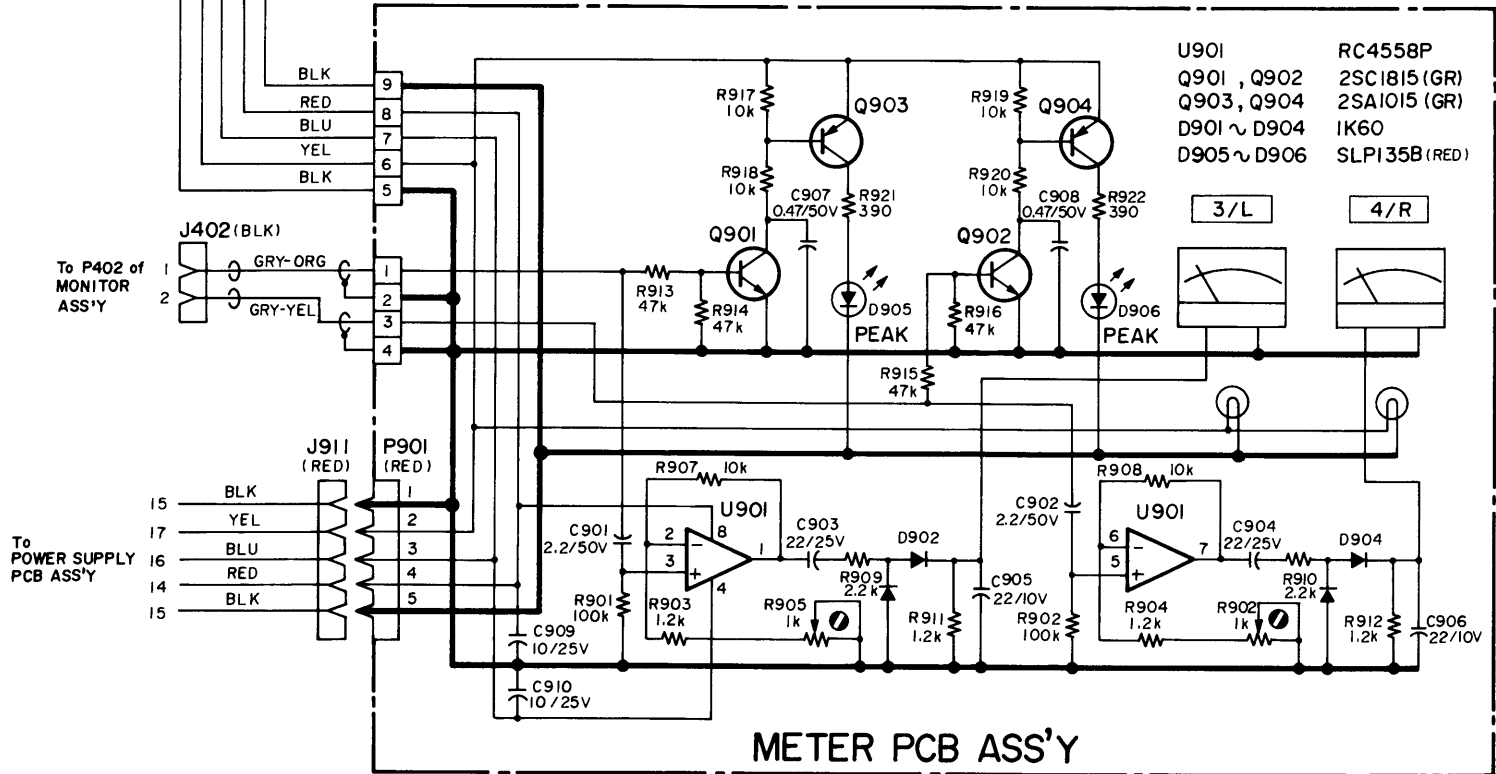 U901 RC4558P
Q901 , Q902 2SC1815 (GR)
Q903 , Q904 2SA1015 (GR)
D901 ~ D904 1K60
D905 ~ D906 SLP135B (RED)
BLK 9
RED 8
BLU 7
YEL 6
BLK 5
R917 10k
Q903
R919 10k
Q904
R918 10k
C907 0.47/50V
R921 390
R920 10k
C908 0.47/50V
R922 390
3/L
4/R
J402 (BLK)
To P402 of
MONITOR
ASS'Y
1 GRY-ORG 1
2
2 GRY-YEL 3
4
Q901
R913 47k
R914 47k
D905
PEAK
Q902
R916 47k
R915 47k
D906
PEAK
J911 (RED)
P901 (RED)
To
POWER SUPPLY
PCB ASS'Y
15 BLK 1
17 YEL 2
16 BLU 3
14 RED 4
15 BLK 5
R907 10k
U901
2 -
3 +
8
1
4
C901 2.2/50V
C903 22/25V
D902
R909 2.2k
R901 100k
R903 1.2k
R905 1k
R911 1.2k
C905 22/10V
C909 10/25V
C910 10/25V
R908 10k
U901
6 -
5 +
7
C902 2.2/50V
C904 22/25V
D904
R910 2.2k
R902 100k
R904 1.2k
R902 1k
R912 1.2k
C906 22/10V
METER PCB ASS'Y